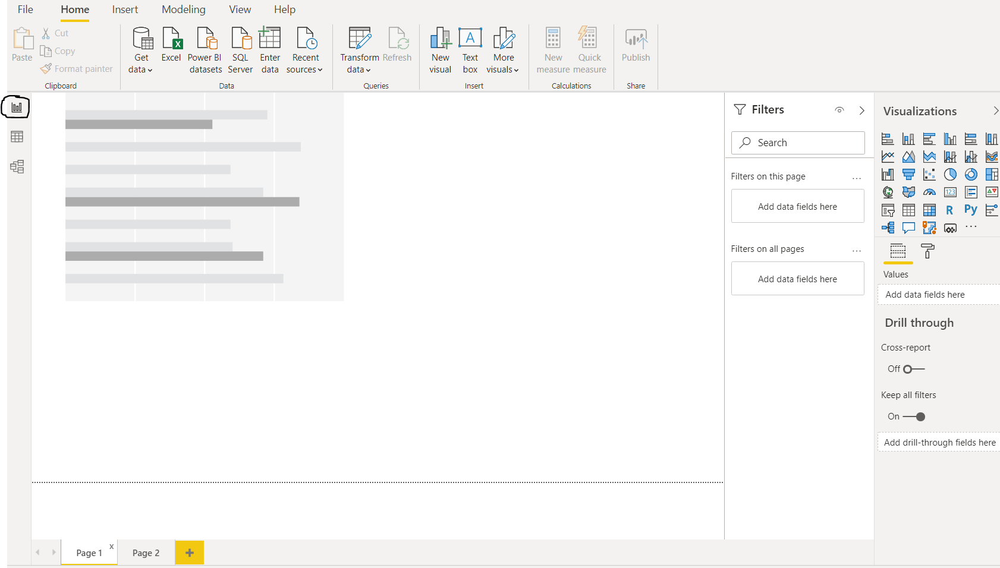 File Home Insert Modeling View Help
Paste
Cut
Copy
Format painter
Clipboard
Get data
Excel
Power BI datasets
SQL Server
Enter data
Recent sources
Data
Transform data
Refresh
Queries
New visual
Text box
More visuals
Insert
New measure
Quick measure
Calculations
Publish
Share
Filters
Search
Filters on this page
...
Add data fields here
Filters on all pages
...
Add data fields here
Visualizations
123
R
Py
...
Values
Add data fields here
Drill through
Cross-report
Off
Keep all filters
On
Add drill-through fields here
Page 1 x
Page 2
+